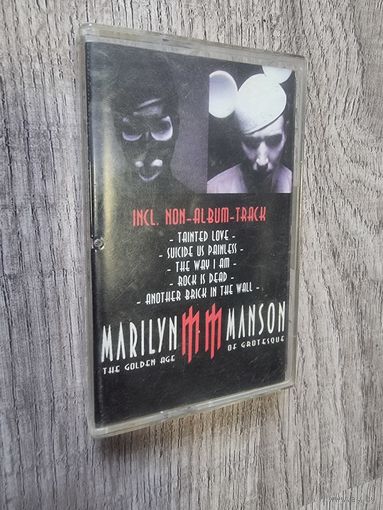 INCL. NON-ALBUM-TRACK
- TAINTED LOVE -
- SUICIDE US PAINLESS -
- THE WAY I AM -
- ROCK IS DEAD -
- ANOTHER BRICK IN THE WALL -
MARILYN MM MANSON
THE GOLDEN AGE OF GROTESQUE